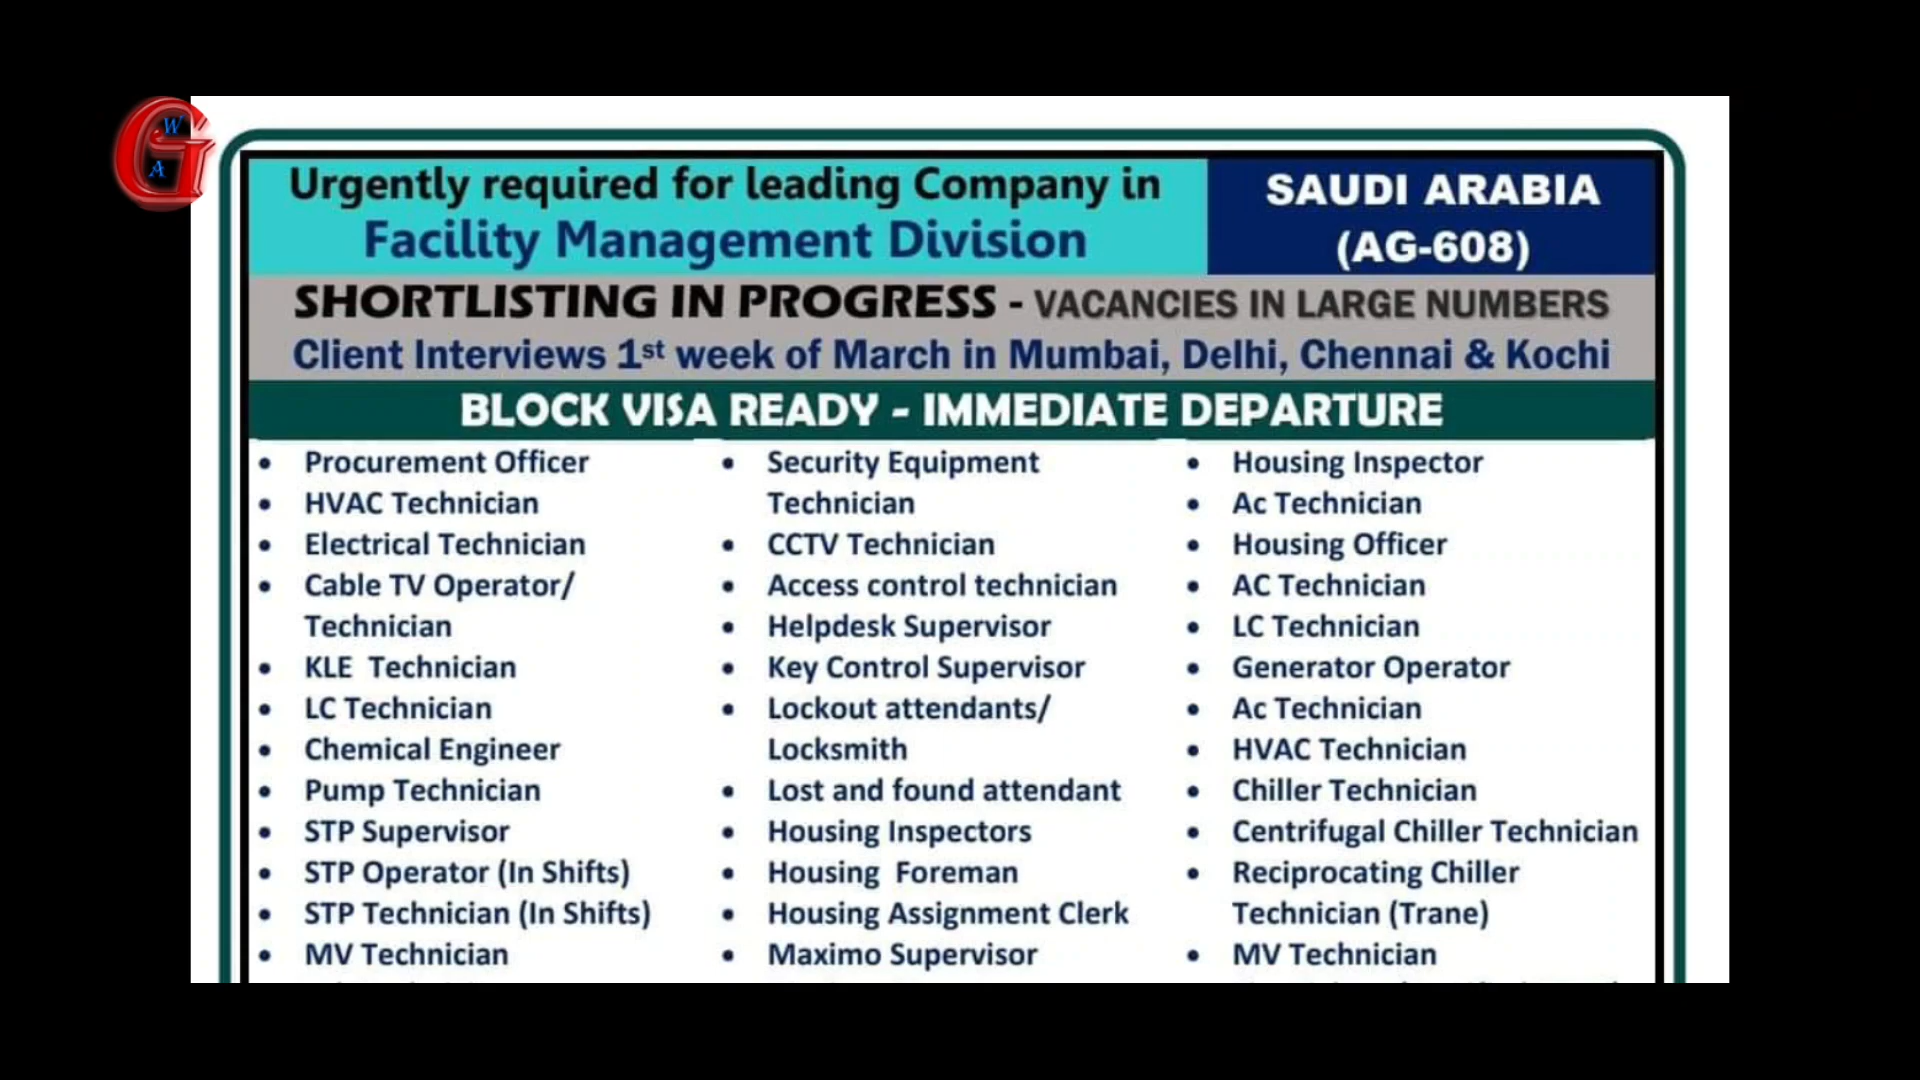 G
W
A
Urgently required for leading Company in
Facility Management Division
SAUDI ARABIA
(AG-608)
SHORTLISTING IN PROGRESS - VACANCIES IN LARGE NUMBERS
Client Interviews 1st week of March in Mumbai, Delhi, Chennai & Kochi
BLOCK VISA READY - IMMEDIATE DEPARTURE
• Procurement Officer
• HVAC Technician
• Electrical Technician
• Cable TV Operator/
Technician
• KLE Technician
• LC Technician
• Chemical Engineer
• Pump Technician
• STP Supervisor
• STP Operator (In Shifts)
• STP Technician (In Shifts)
• MV Technician
• Security Equipment
Technician
• CCTV Technician
• Access control technician
• Helpdesk Supervisor
• Key Control Supervisor
• Lockout attendants/
Locksmith
• Lost and found attendant
• Housing Inspectors
• Housing Foreman
• Housing Assignment Clerk
• Maximo Supervisor
• Housing Inspector
• Ac Technician
• Housing Officer
• AC Technician
• LC Technician
• Generator Operator
• Ac Technician
• HVAC Technician
• Chiller Technician
• Centrifugal Chiller Technician
• Reciprocating Chiller
Technician (Trane)
• MV Technician